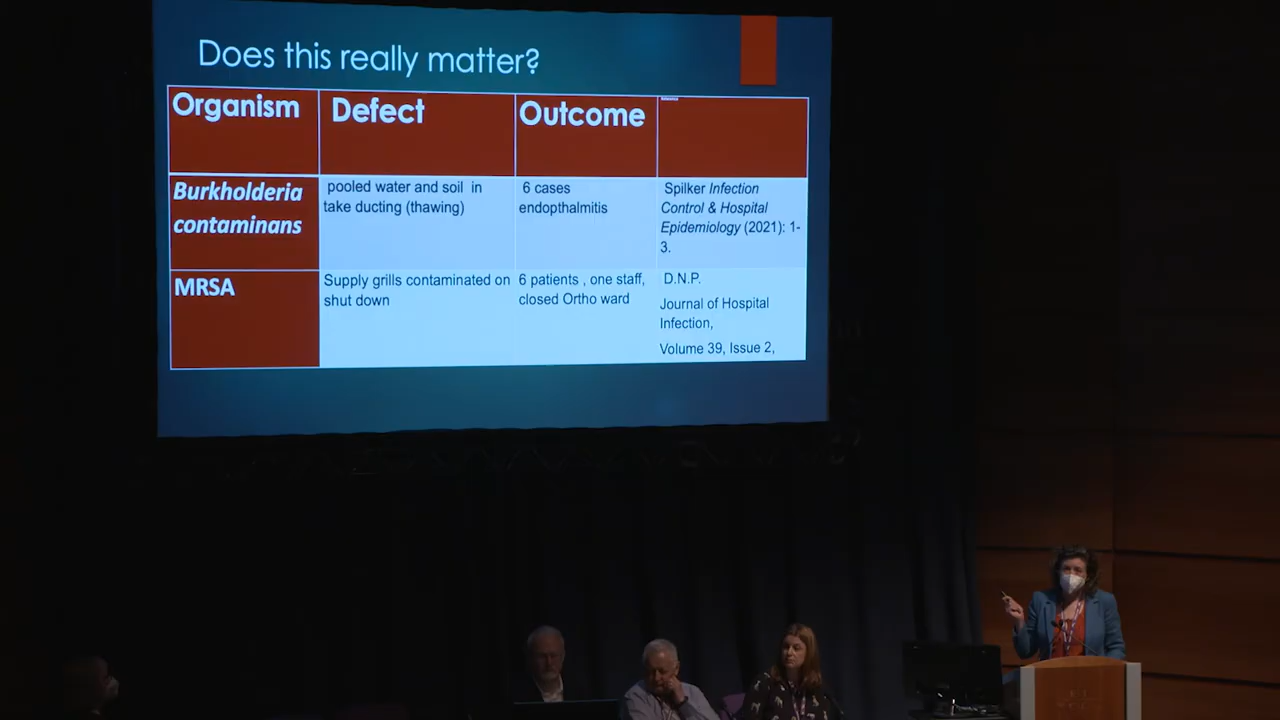 Does this really matter?
Organism
Defect
Outcome
Reference
Burkholderia
contaminans
pooled water and soil in
take ducting (thawing)
6 cases
endopthalmitis
Spilker Infection
Control & Hospital
Epidemiology (2021): 1-
3.
MRSA
Supply grills contaminated on
shut down
6 patients , one staff,
closed Ortho ward
D.N.P.
Journal of Hospital
Infection,
Volume 39, Issue 2,